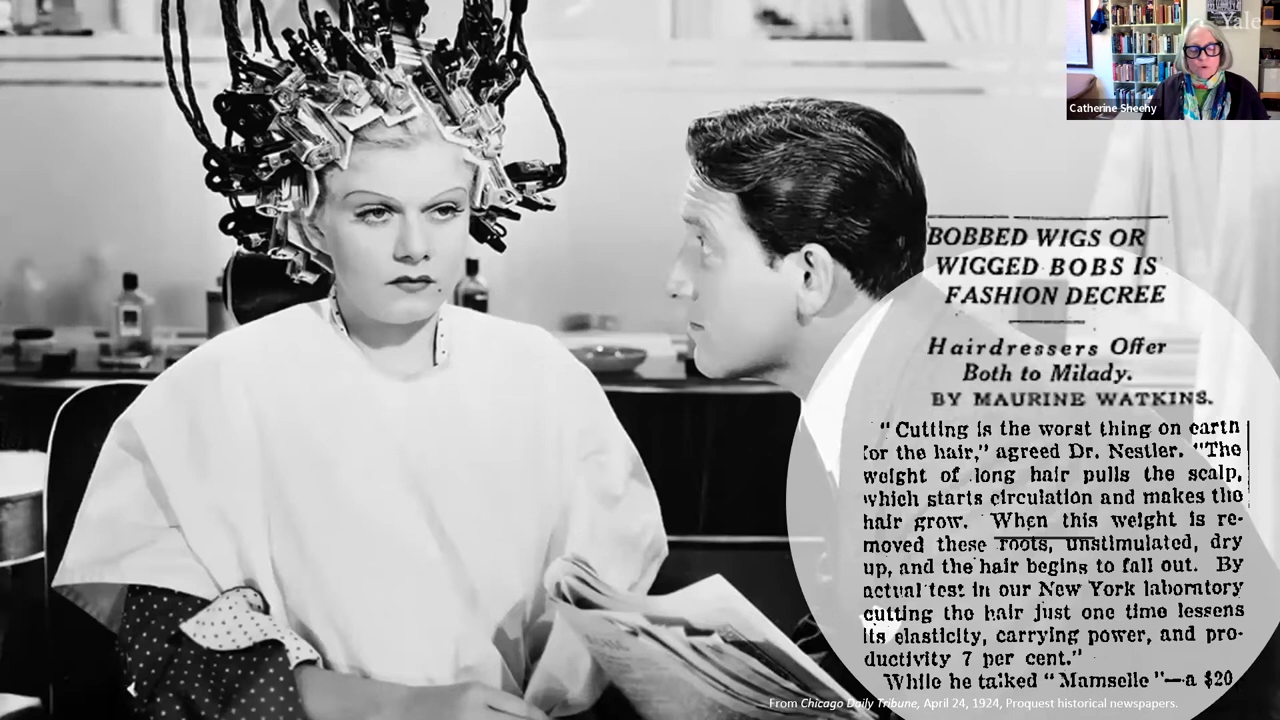 Yale
Catherine Sheehy
BOBBED WIGS OR
WIGGED BOBS IS
FASHION DECREE
Hairdressers Offer
Both to Milady.
BY MAURINE WATKINS.
"Cutting is the worst thing on earth
for the hair," agreed Dr. Nestler. "The
weight of long hair pulls the scalp,
which starts circulation and makes the
hair grow. When this weight is re-
moved these roots, unstimulated, dry
up, and the hair begins to fall out. By
actual test in our New York laboratory
cutting the hair just one time lessens
its elasticity, carrying power, and pro-
ductivity 7 per cent."
While he talked "Mamselle"—a $20
From Chicago Daily Tribune, April 24, 1924, Proquest historical newspapers.